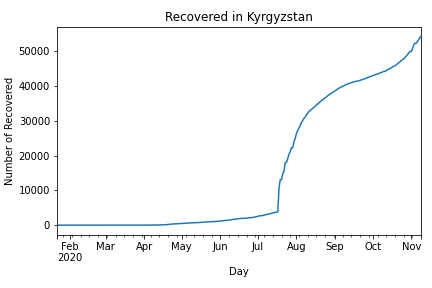 Recovered in Kyrgyzstan
Number of Recovered
50000
40000
30000
20000
10000
0
Feb Mar Apr May Jun Jul Aug Sep Oct Nov
2020
Day